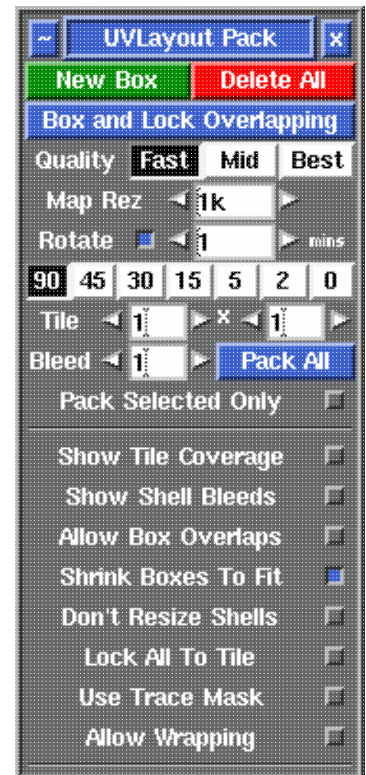 ~ UVLayout Pack x
New Box Delete All
Box and Lock Overlapping
Quality Fast Mid Best
Map Rez 1k
Rotate 1 mins
90 45 30 15 5 2 0
Tile 1 x 1
Bleed 1 Pack All
Pack Selected Only
Show Tile Coverage
Show Shell Bleeds
Allow Box Overlaps
Shrink Boxes To Fit
Don't Resize Shells
Lock All To Tile
Use Trace Mask
Allow Wrapping